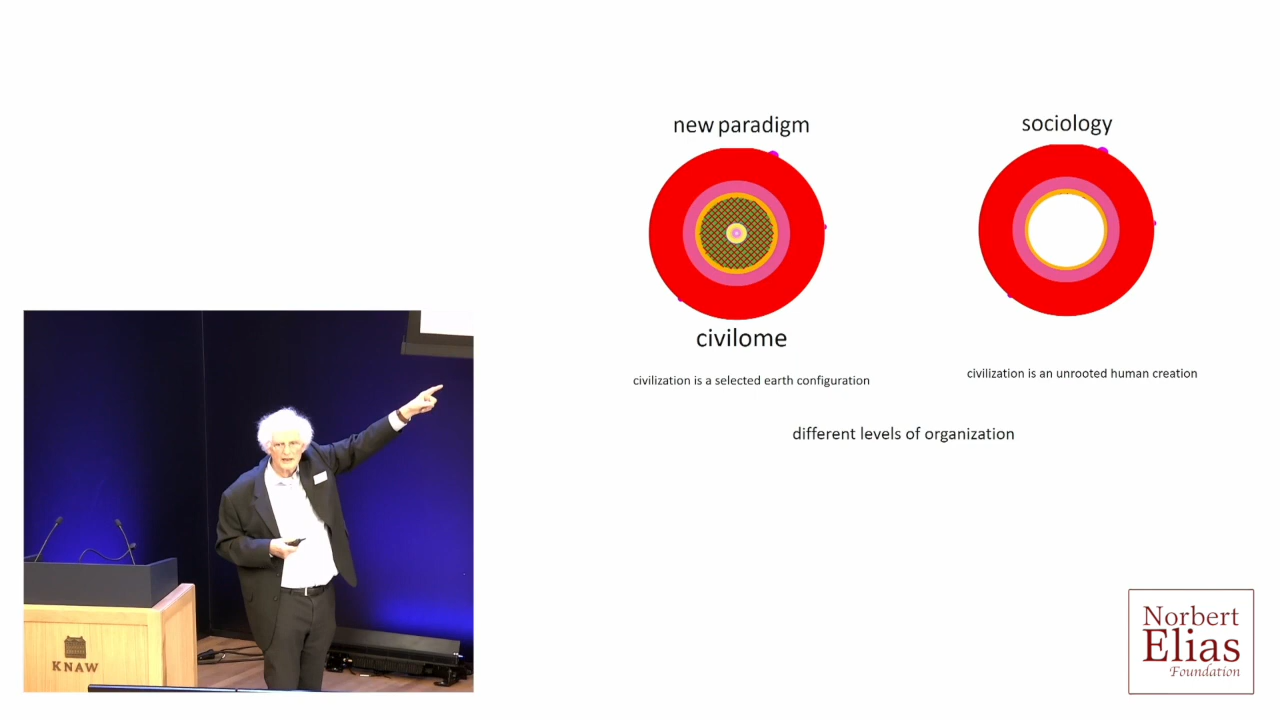 new paradigm
sociology
civilome
civilization is a selected earth configuration
civilization is an unrooted human creation
different levels of organization
KNAW
Norbert
Elias
Foundation